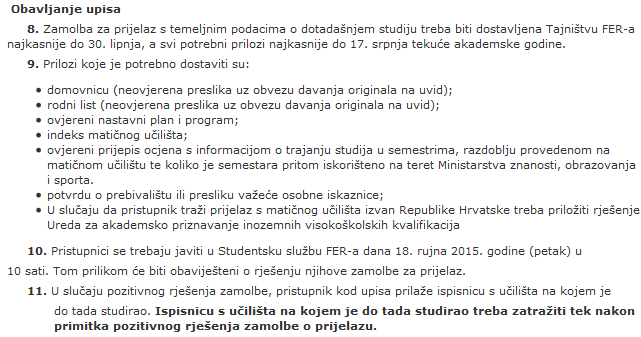 Obavljanje upisa
8. Zamolba za prijelaz s temeljnim podacima o dotadašnjem studiju treba biti dostavljena Tajništvu FER-a
najkasnije do 30. lipnja, a svi potrebni prilozi najkasnije do 17. srpnja tekuće akademske godine.
9. Prilozi koje je potrebno dostaviti su:
• domovnicu (neovjerena preslika uz obvezu davanja originala na uvid);
• rodni list (neovjerena preslika uz obvezu davanja originala na uvid);
• ovjereni nastavni plan i program;
• indeks matičnog učilišta;
• ovjereni prijepis ocjena s informacijom o trajanju studija u semestrima, razdoblju provedenom na
matičnom učilištu te koliko je semestara pritom iskorišteno na teret Ministarstva znanosti, obrazovanja
i sporta.
• potvrdu o prebivalištu ili presliku važeće osobne iskaznice;
• U slučaju da pristupnik traži prijelaz s matičnog učilišta izvan Republike Hrvatske treba priložiti rješenje
Ureda za akademsko priznavanje inozemnih visokoškolskih kvalifikacija
10. Pristupnici se trebaju javiti u Studentsku službu FER-a dana 18. rujna 2015. godine (petak) u
10 sati. Tom prilikom će biti obaviješteni o rješenju njihove zamolbe za prijelaz.
11. U slučaju pozitivnog rješenja zamolbe, pristupnik kod upisa prilaže ispisnicu s učilišta na kojem je
do tada studirao. Ispisnicu s učilišta na kojem je do tada studirao treba zatražiti tek nakon
primitka pozitivnog rješenja zamolbe o prijelazu.